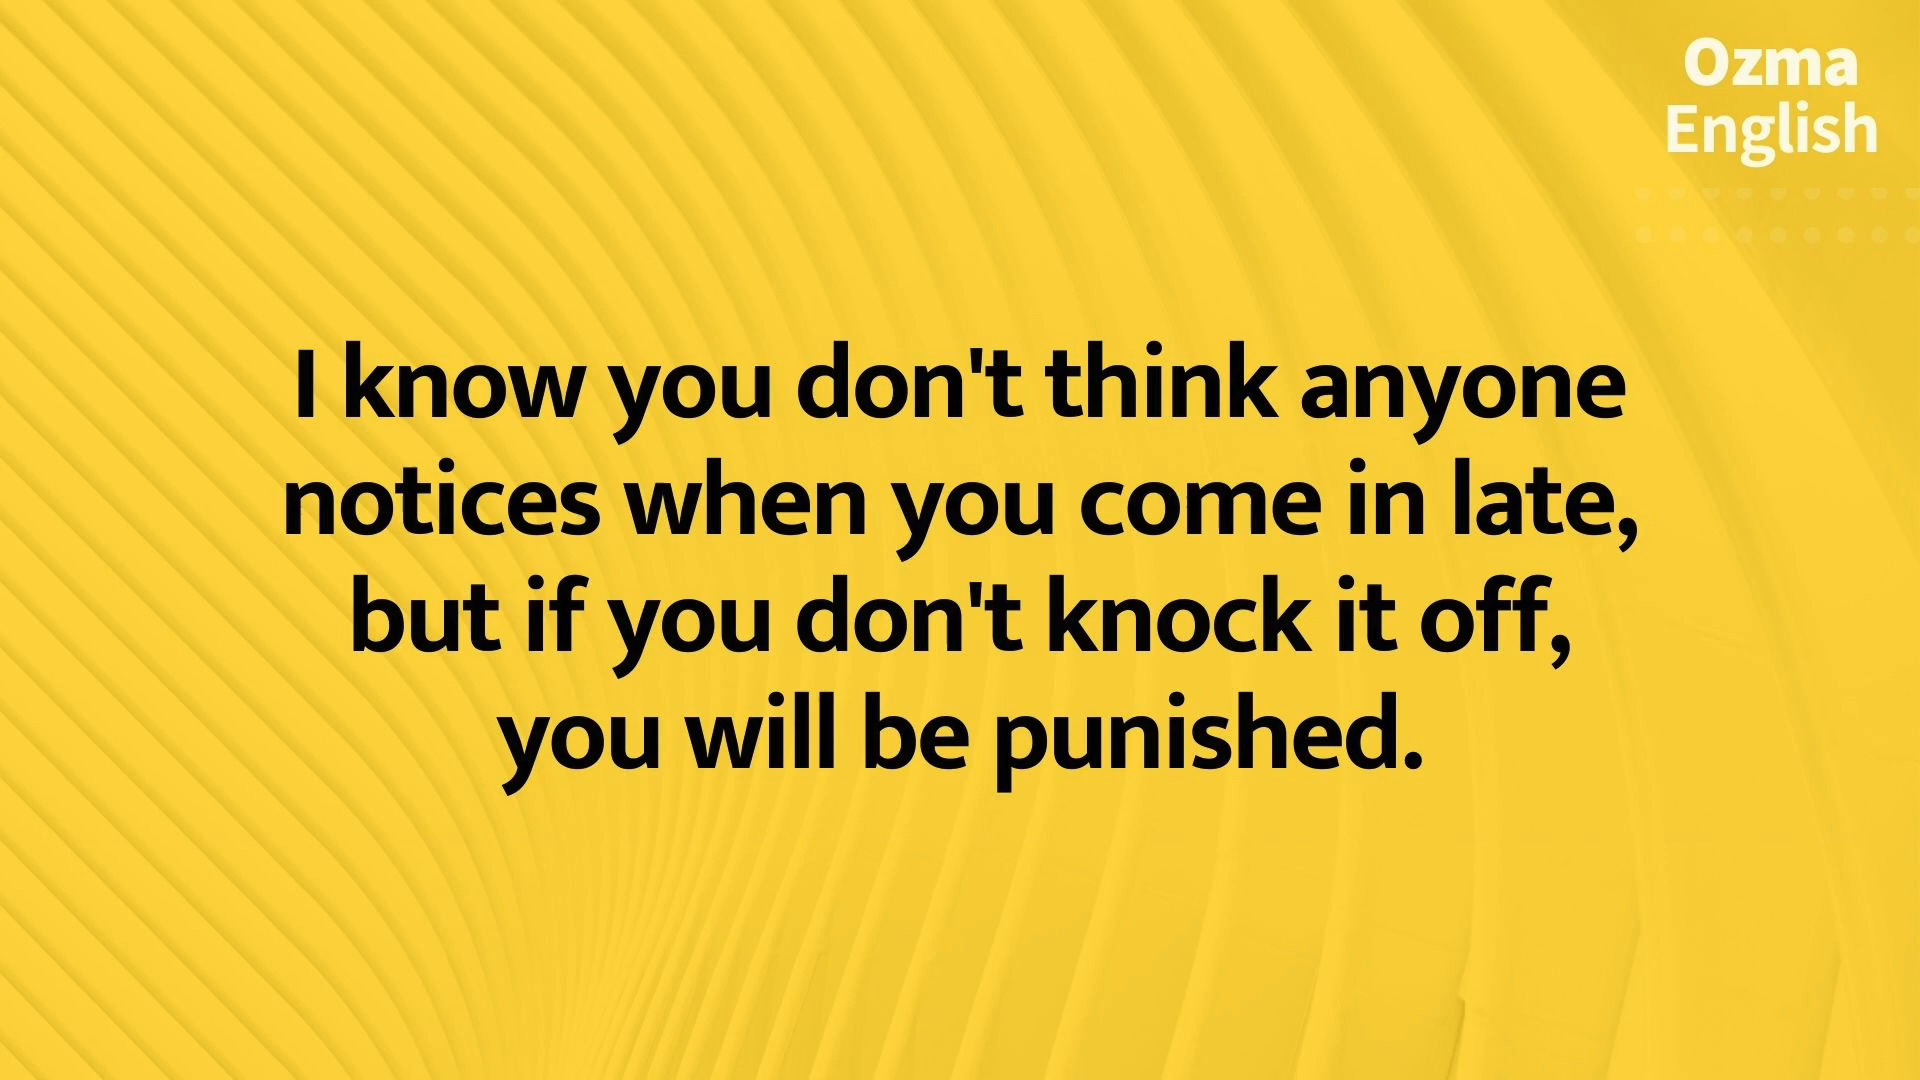 Ozma
English
I know you don't think anyone
notices when you come in late,
but if you don't knock it off,
you will be punished.